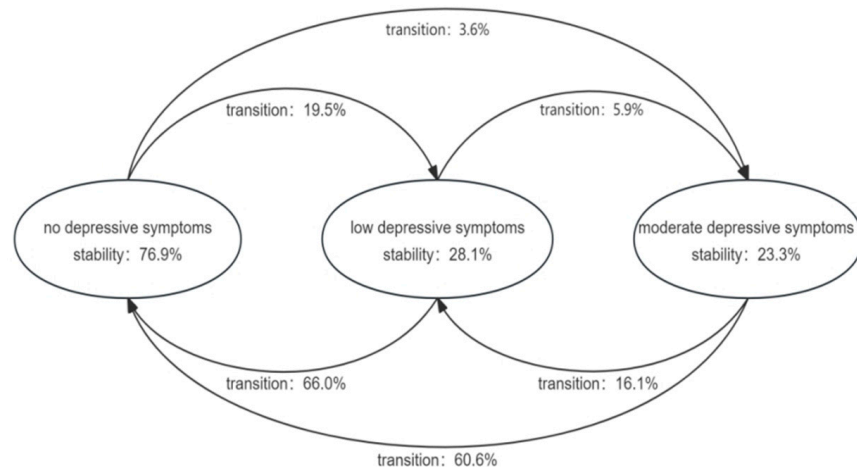 transition：3.6%
transition：19.5%
transition：5.9%
no depressive symptoms
stability：76.9%
low depressive symptoms
stability：28.1%
moderate depressive symptoms
stability：23.3%
transition：66.0%
transition：16.1%
transition：60.6%